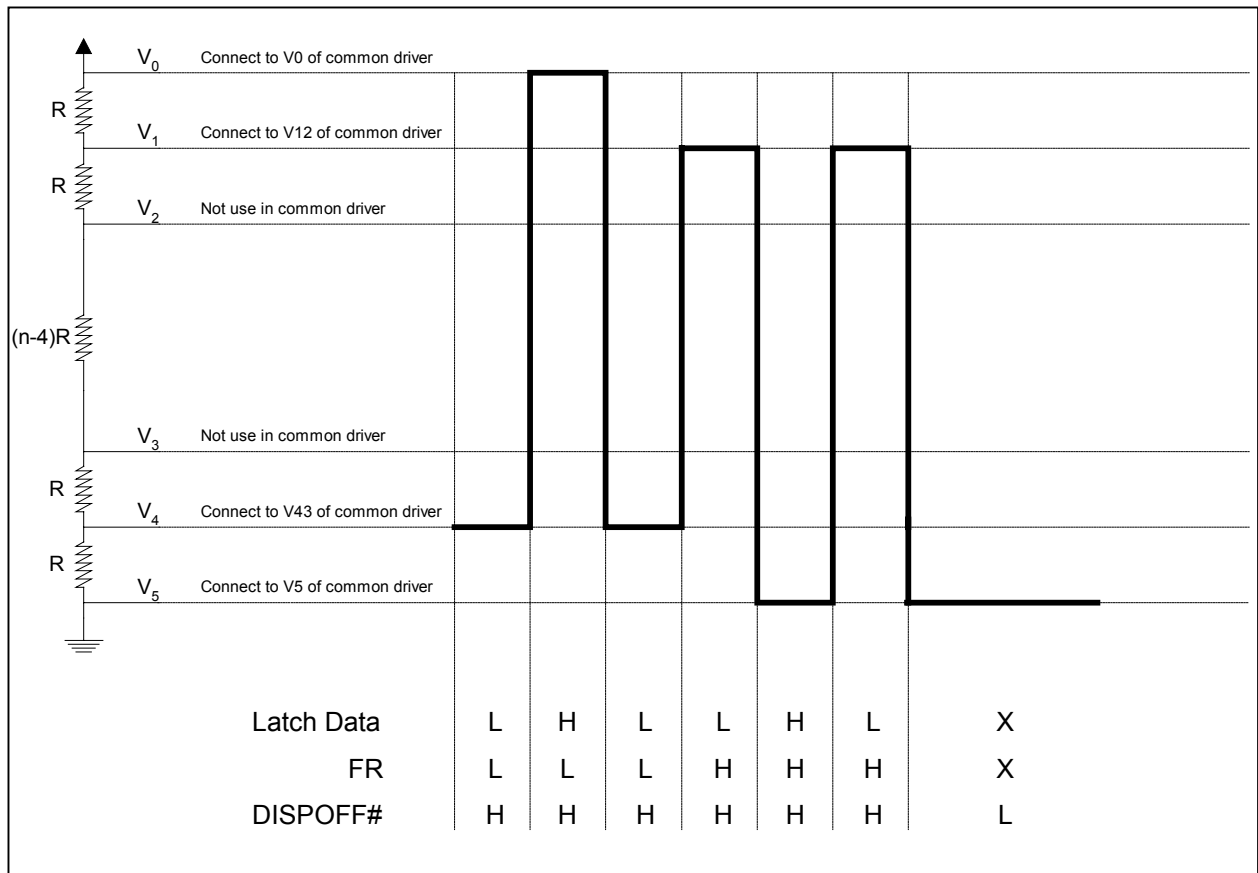 V0 Connect to V0 of common driver
R
V1 Connect to V12 of common driver
R
V2 Not use in common driver
(n-4)R
V3 Not use in common driver
R
V4 Connect to V43 of common driver
R
V5 Connect to V5 of common driver
Latch Data L H L L H L X
FR L L L H H H X
DISPOFF# H H H H H H L